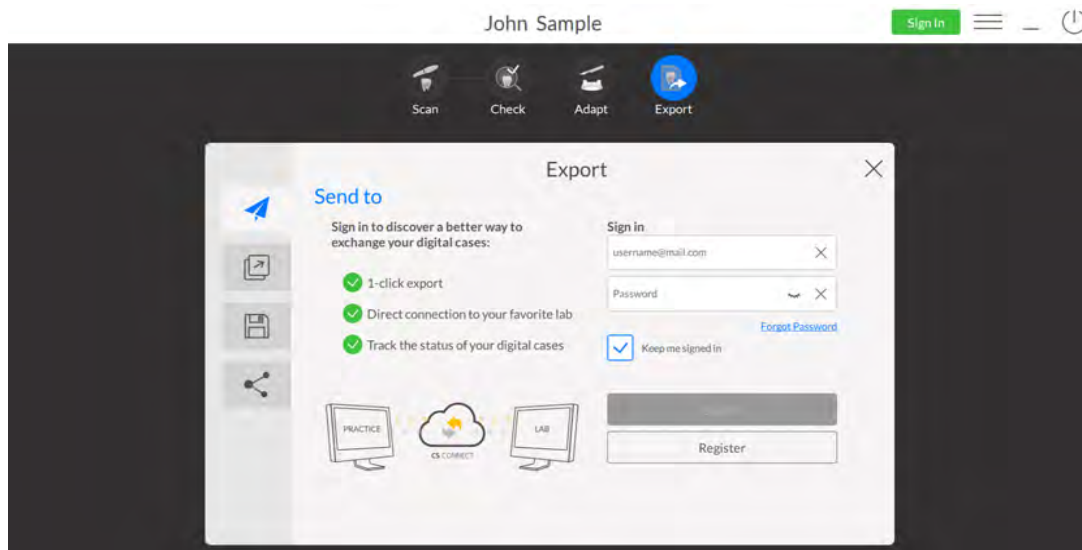 John Sample
Sign In
Scan
Check
Adapt
Export
Export
Send to
Sign in to discover a better way to
exchange your digital cases:
1-click export
Direct connection to your favorite lab
Track the status of your digital cases
PRACTICE
CS CONNECT
LAB
Sign in
username@mail.com
Password
Forgot Password
Keep me signed in
Register